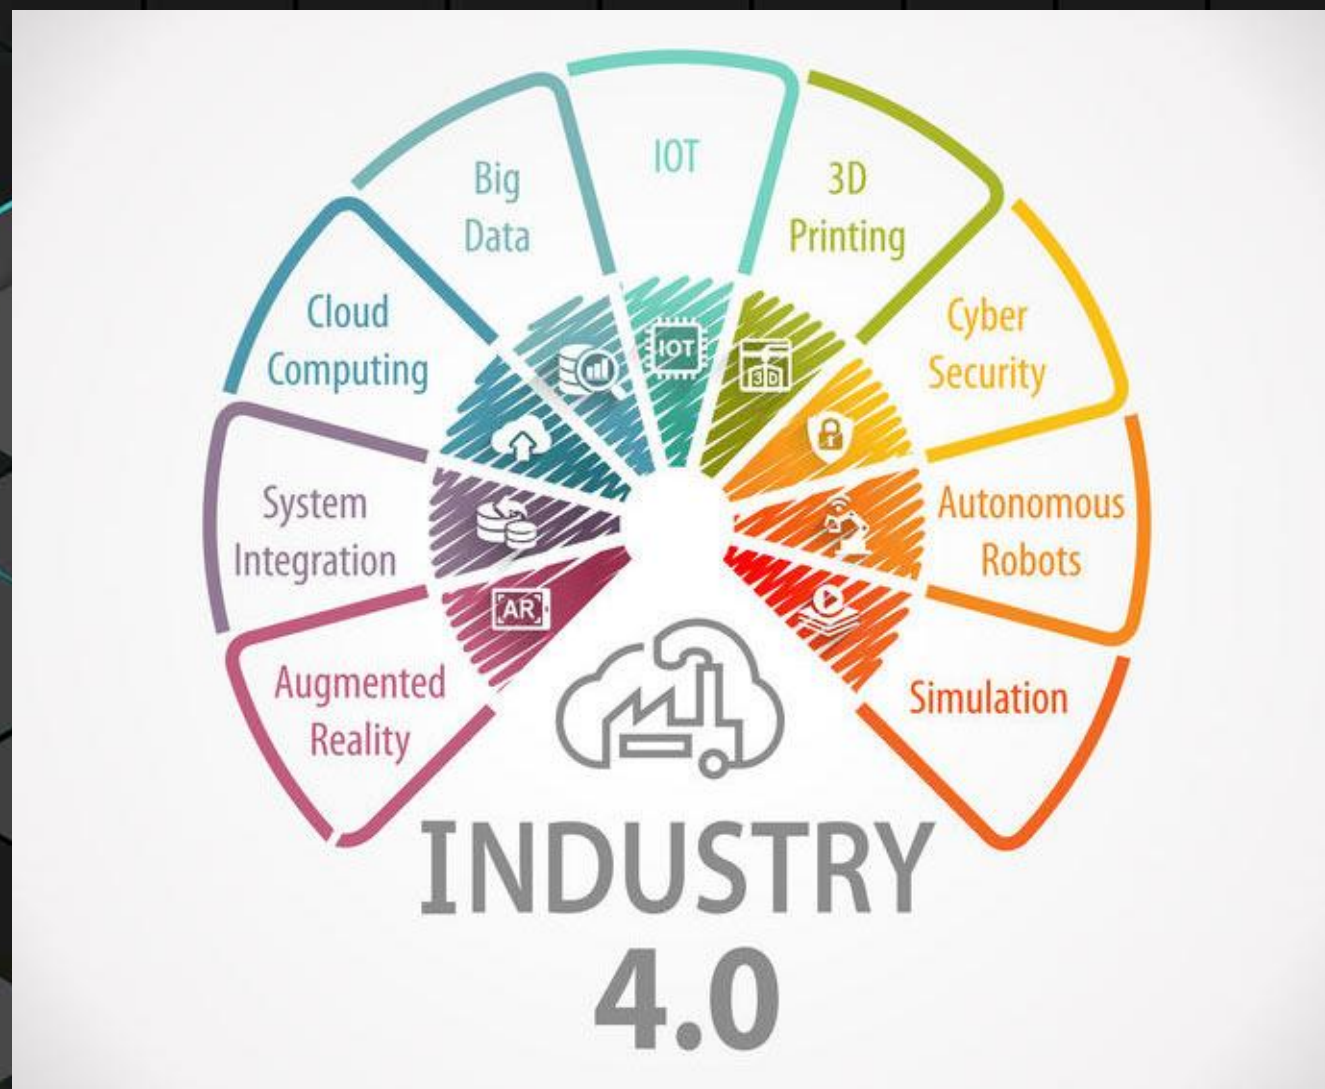 IOT
Big
Data
3D
Printing
Cloud
Computing
Cyber
Security
System
Integration
Autonomous
Robots
Augmented
Reality
Simulation
IOT
3D
AR
INDUSTRY
4.0